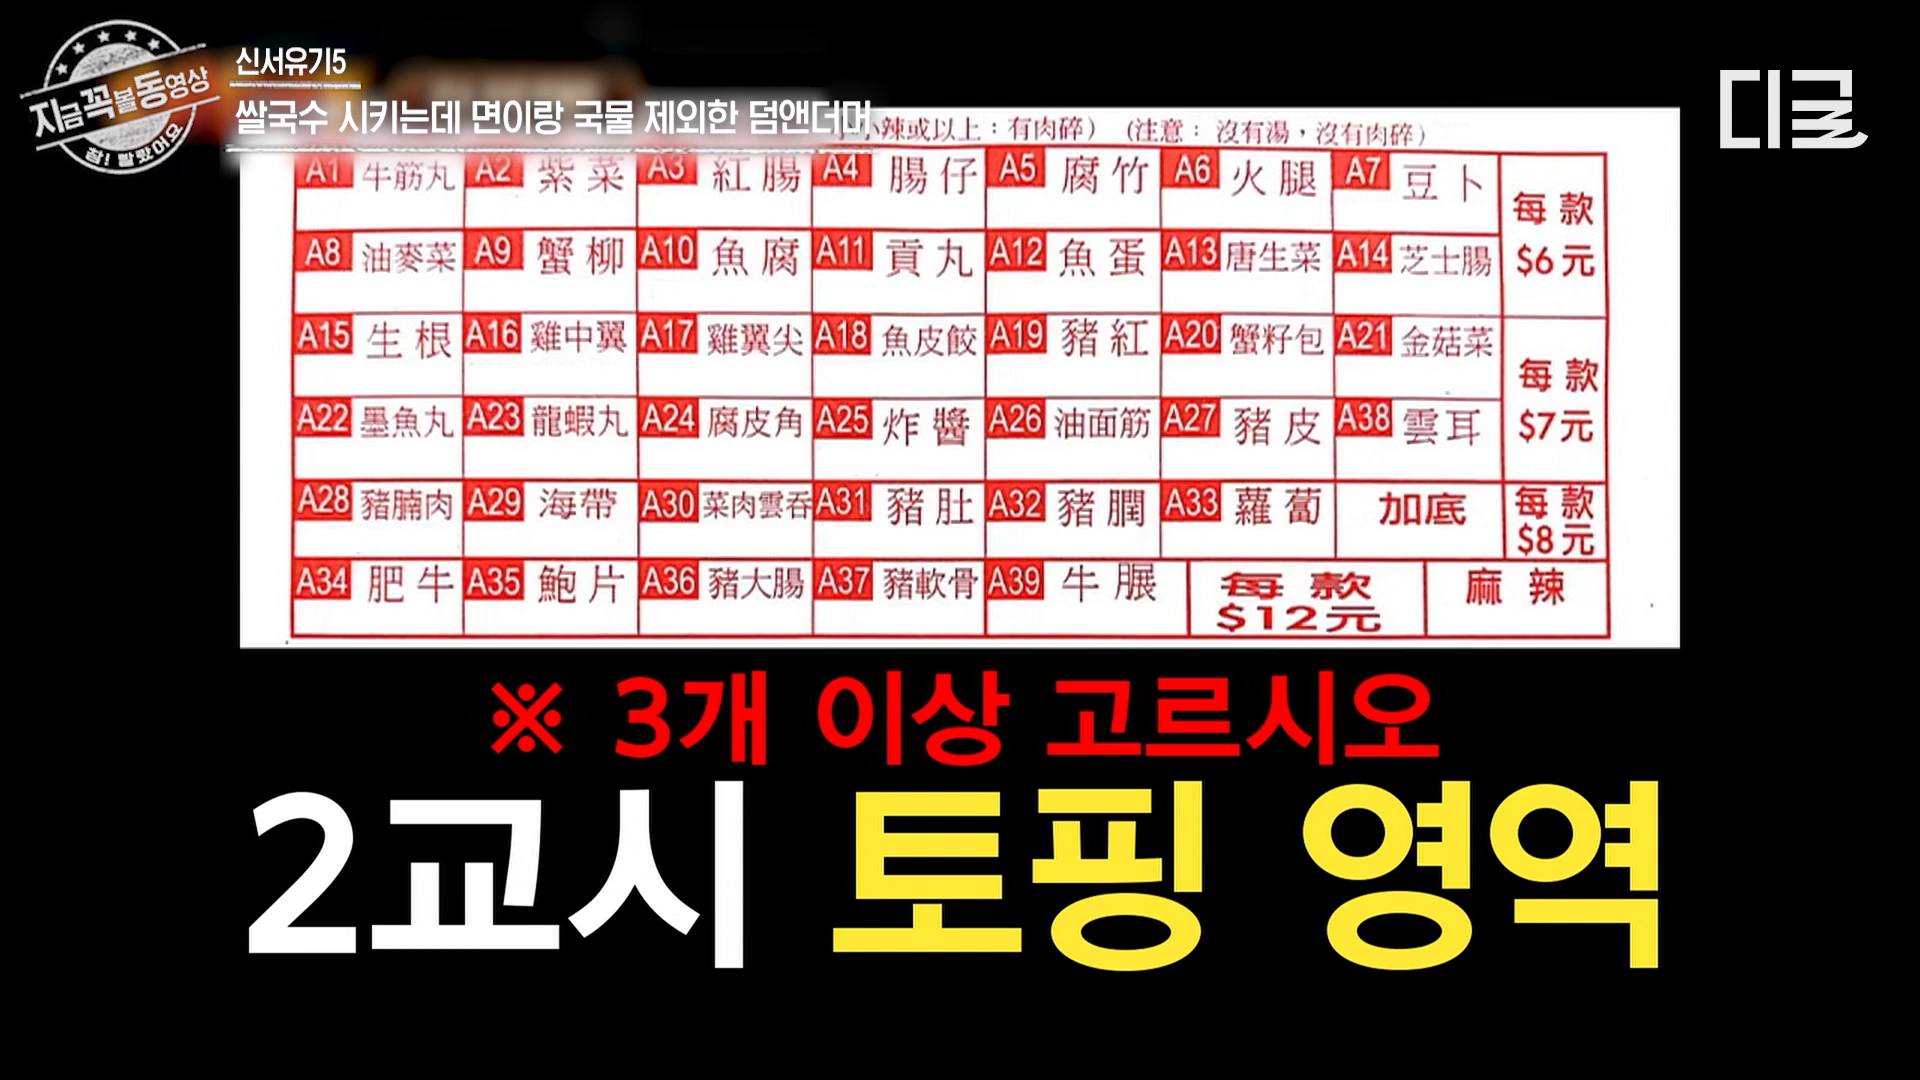 지금 꼭 볼 동영상
참! 빨랐어요
신서유기5
쌀국수 시키는데 면이랑 국물 제외한 덤앤더머
디글
小辣或以上：有肉碎） （注意： 沒有湯，沒有肉碎）
A1 牛筋丸 A2 紫菜 A3 紅腸 A4 腸仔 A5 腐竹 A6 火腿 A7 豆卜
每款
$6元
A8 油麥菜 A9 蟹柳 A10 魚腐 A11 貢丸 A12 魚蛋 A13 唐生菜 A14 芝士腸
A15 生根 A16 雞中翼 A17 雞翼尖 A18 魚皮餃 A19 豬紅 A20 蟹籽包 A21 金菇菜
每款
$7元
A22 墨魚丸 A23 龍蝦丸 A24 腐皮角 A25 炸醬 A26 油面筋 A27 豬皮 A38 雲耳
A28 豬腩肉 A29 海帶 A30 菜肉雲吞 A31 豬肚 A32 豬膶 A33 蘿蔔 加底
每款
$8元
A34 肥牛 A35 鮑片 A36 豬大腸 A37 豬軟骨 A39 牛𦟌
每款
$12元
麻辣
※ 3개 이상 고르시오
2교시 토핑 영역